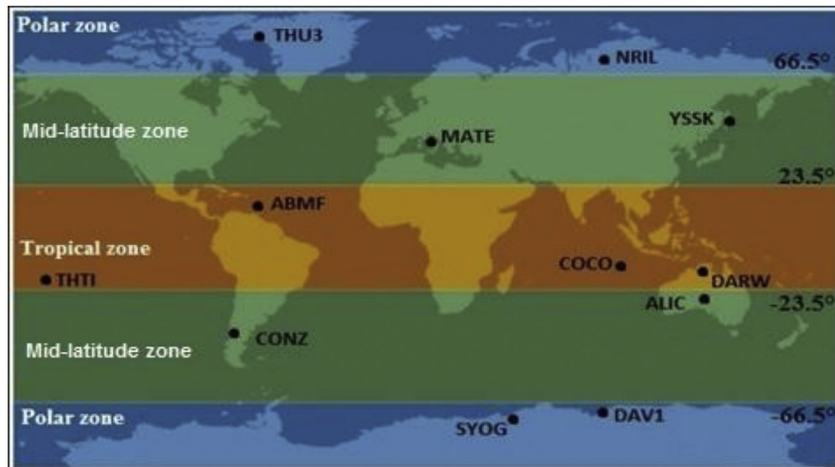 Polar zone
THU3
NRIL
66.5°
Mid-latitude zone
YSSK
MATE
23.5°
ABMF
Tropical zone
COCO
THTI
DARW
ALIC
-23.5°
CONZ
Mid-latitude zone
Polar zone
DAV1
-66.5°
SYOG